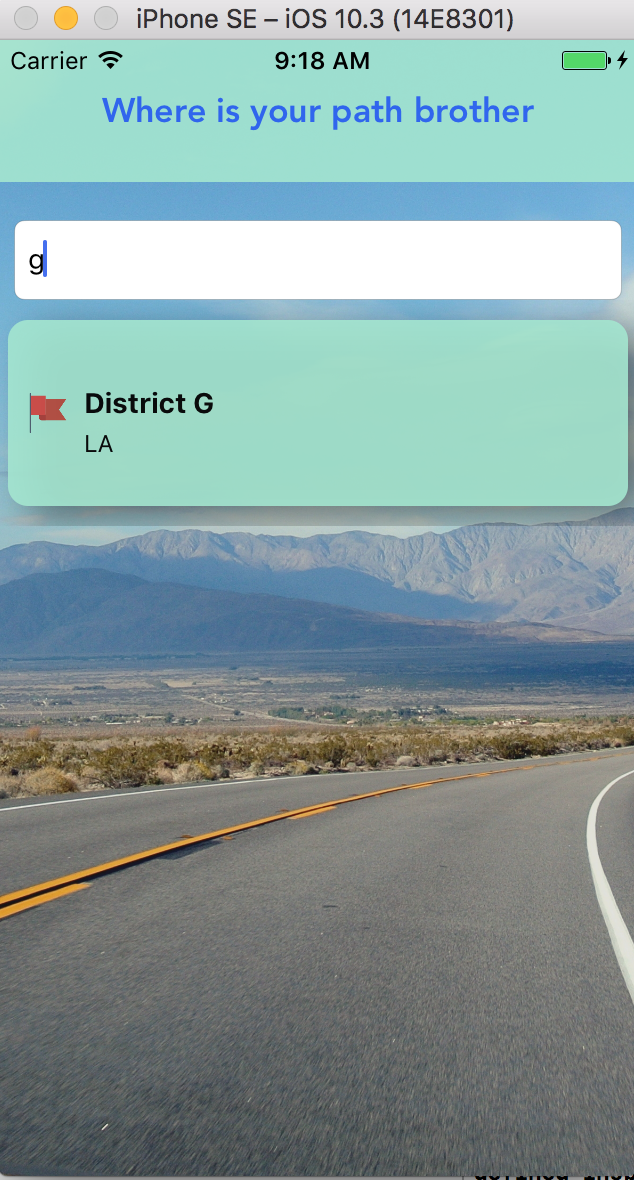 iPhone SE – iOS 10.3 (14E8301)
Carrier 9:18 AM
Where is your path brother
g
District G
LA